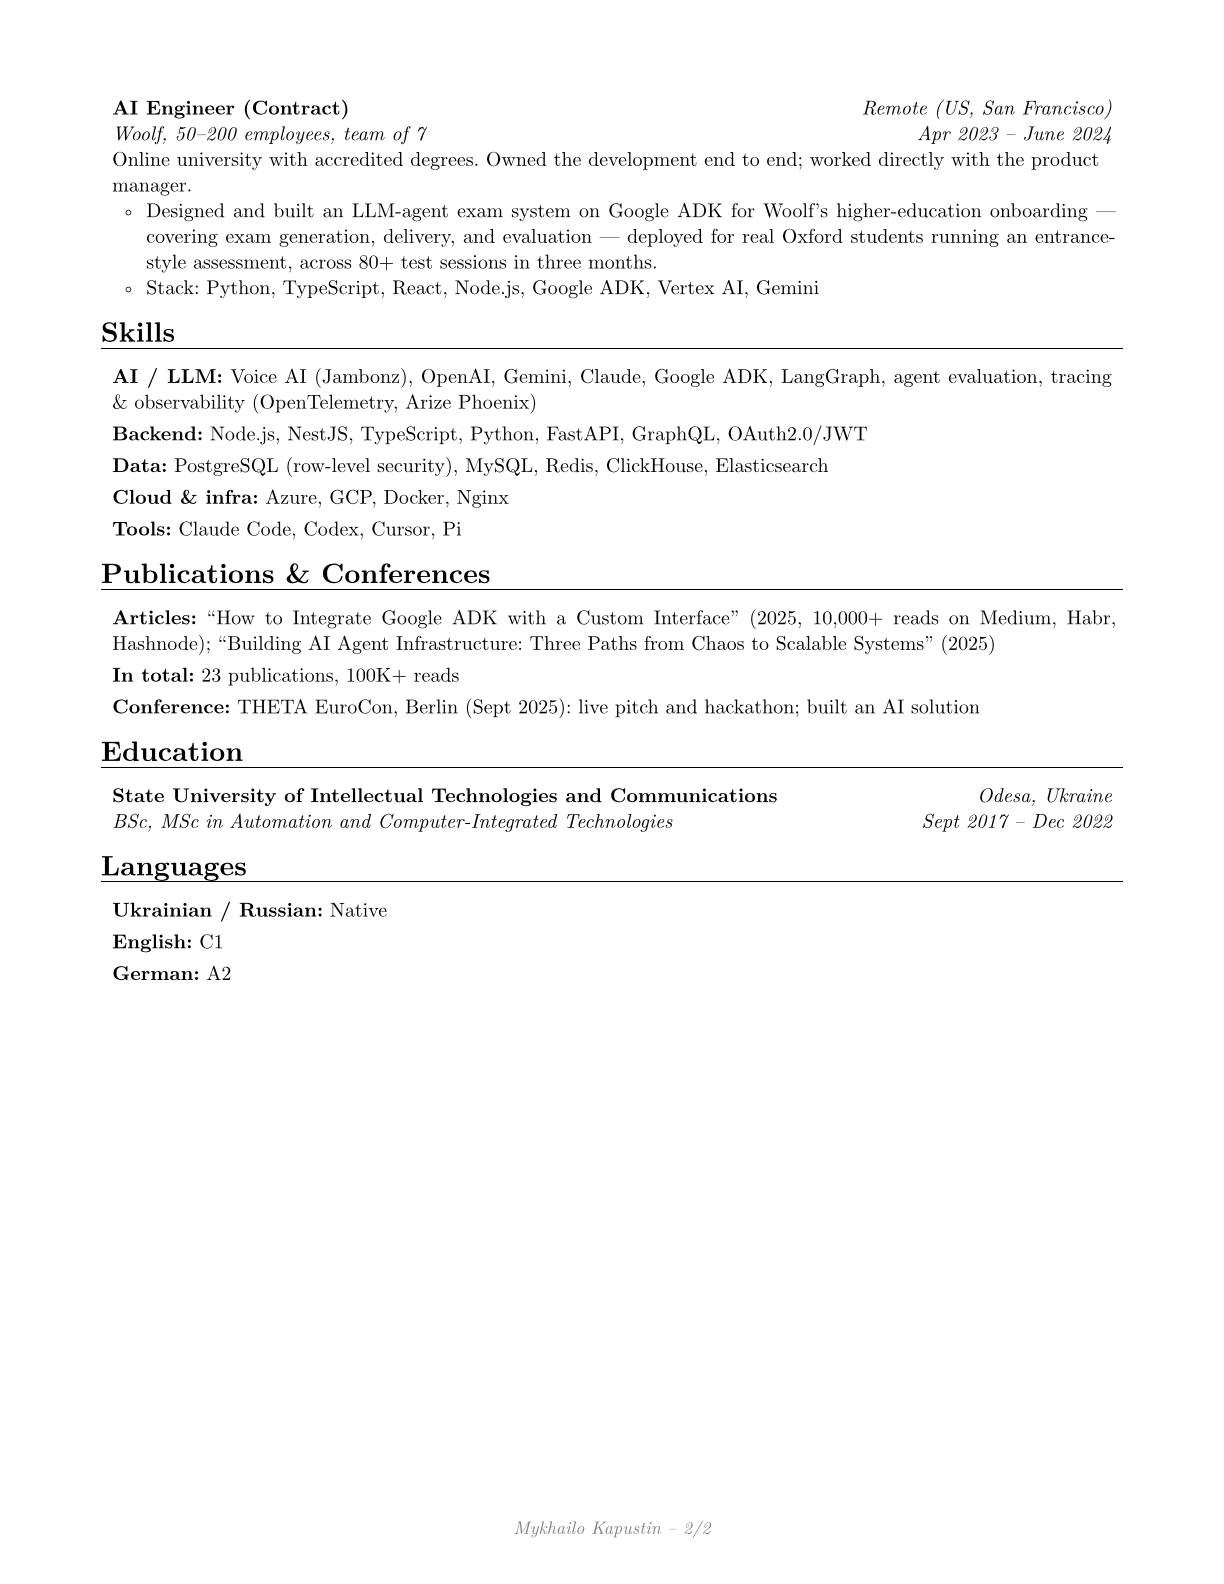 AI Engineer (Contract) Remote (US, San Francisco)
Woolf, 50–200 employees, team of 7 Apr 2023 – June 2024
Online university with accredited degrees. Owned the development end to end; worked directly with the product
manager.
◦ Designed and built an LLM-agent exam system on Google ADK for Woolf’s higher-education onboarding —
covering exam generation, delivery, and evaluation — deployed for real Oxford students running an entrance-
style assessment, across 80+ test sessions in three months.
◦ Stack: Python, TypeScript, React, Node.js, Google ADK, Vertex AI, Gemini
Skills
AI / LLM: Voice AI (Jambonz), OpenAI, Gemini, Claude, Google ADK, LangGraph, agent evaluation, tracing
& observability (OpenTelemetry, Arize Phoenix)
Backend: Node.js, NestJS, TypeScript, Python, FastAPI, GraphQL, OAuth2.0/JWT
Data: PostgreSQL (row-level security), MySQL, Redis, ClickHouse, Elasticsearch
Cloud & infra: Azure, GCP, Docker, Nginx
Tools: Claude Code, Codex, Cursor, Pi
Publications & Conferences
Articles: “How to Integrate Google ADK with a Custom Interface” (2025, 10,000+ reads on Medium, Habr,
Hashnode); “Building AI Agent Infrastructure: Three Paths from Chaos to Scalable Systems” (2025)
In total: 23 publications, 100K+ reads
Conference: THETA EuroCon, Berlin (Sept 2025): live pitch and hackathon; built an AI solution
Education
State University of Intellectual Technologies and Communications Odesa, Ukraine
BSc, MSc in Automation and Computer-Integrated Technologies Sept 2017 – Dec 2022
Languages
Ukrainian / Russian: Native
English: C1
German: A2
Mykhailo Kapustin – 2/2